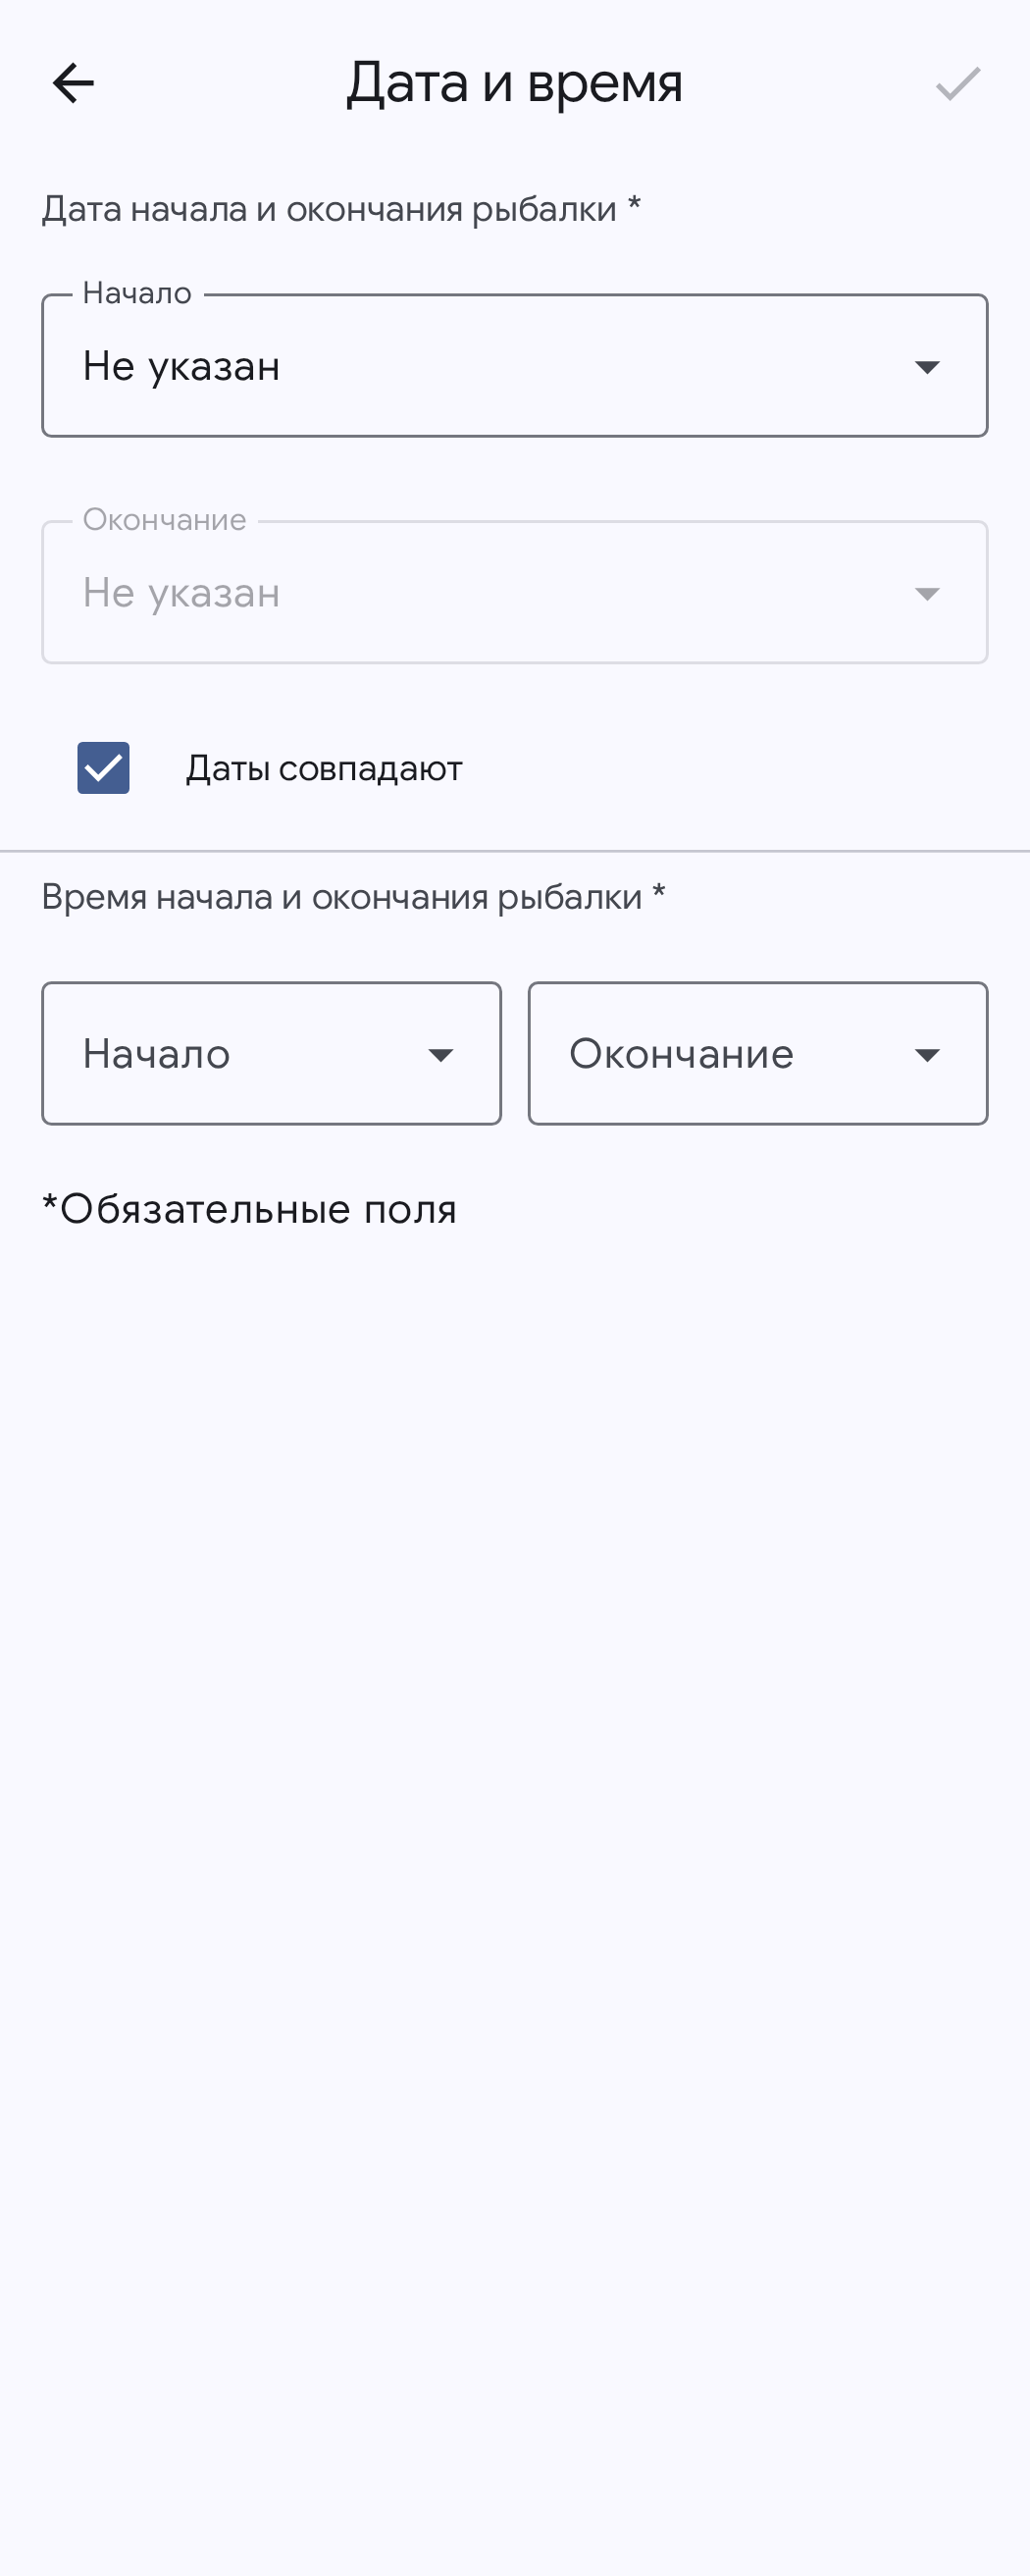 Дата и время
Дата начала и окончания рыбалки *
Начало
Не указан
Окончание
Не указан
Даты совпадают
Время начала и окончания рыбалки *
Начало
Окончание
*Обязательные поля